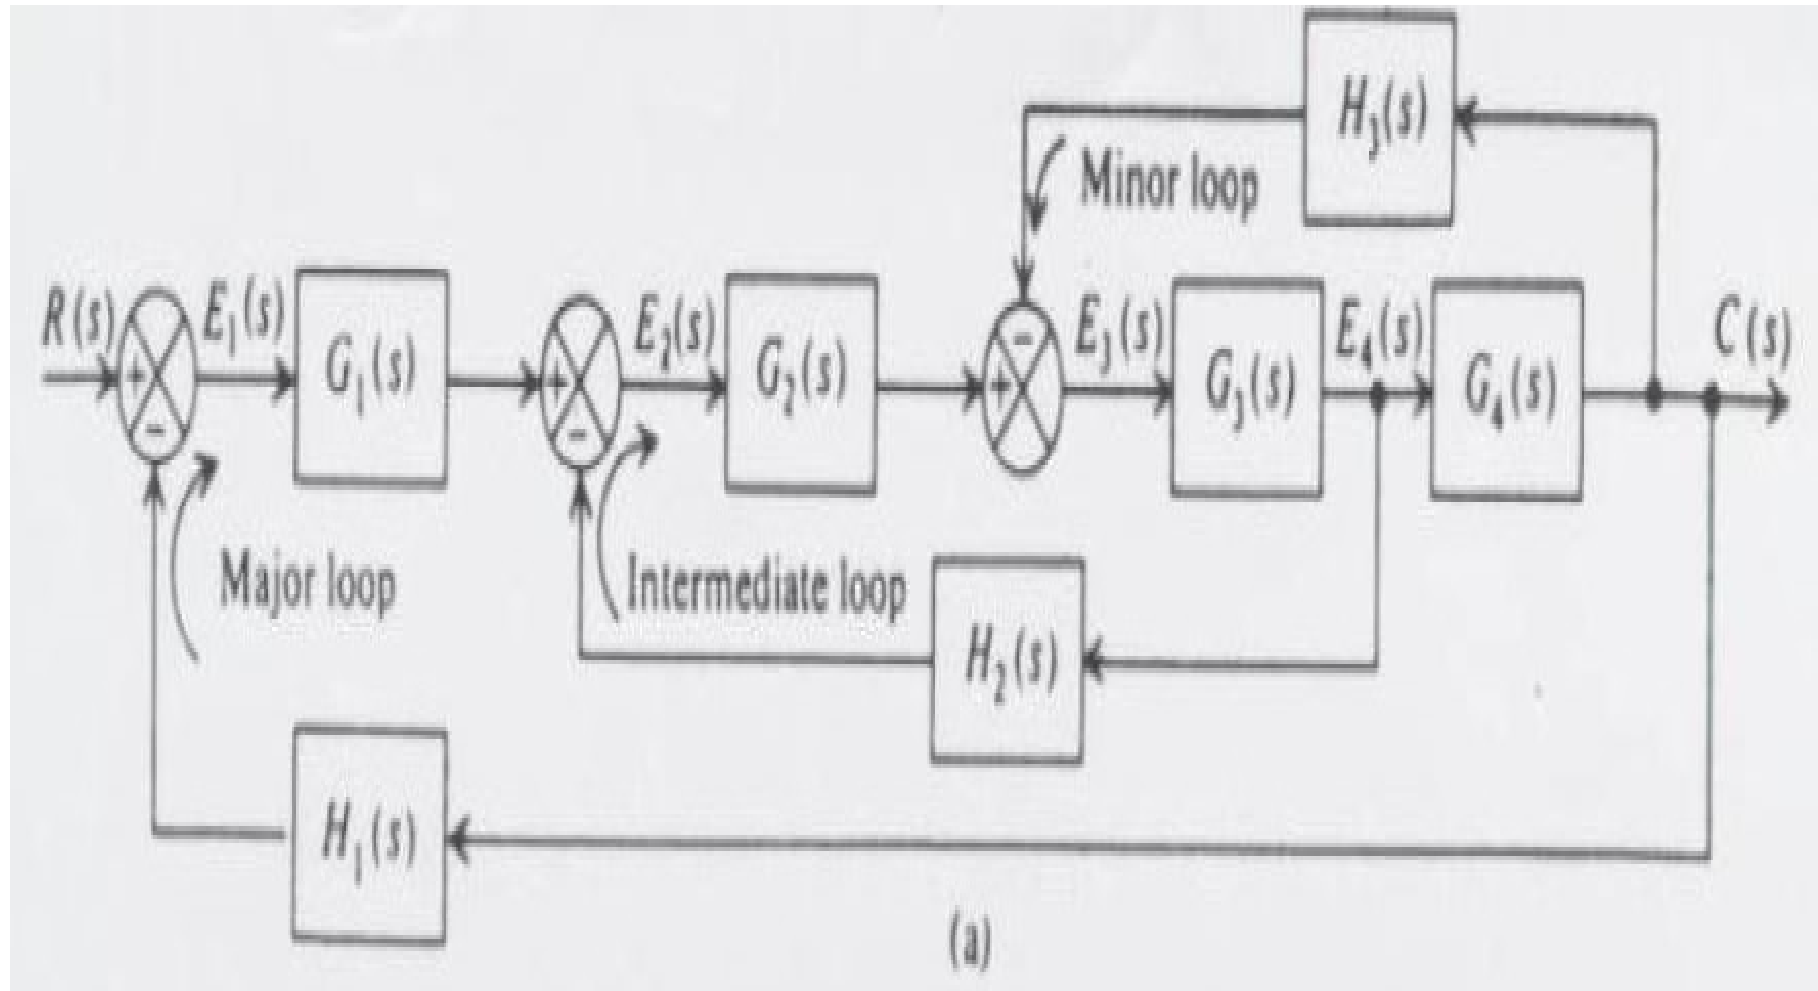 H₃(s)
Minor loop
R(s)
E₁(s)
G₁(s)
E₂(s)
G₂(s)
E₃(s)
G₃(s)
E₄(s)
G₄(s)
C(s)
+
-
+
-
+
-
Major loop
Intermediate loop
H₂(s)
H₁(s)
(a)